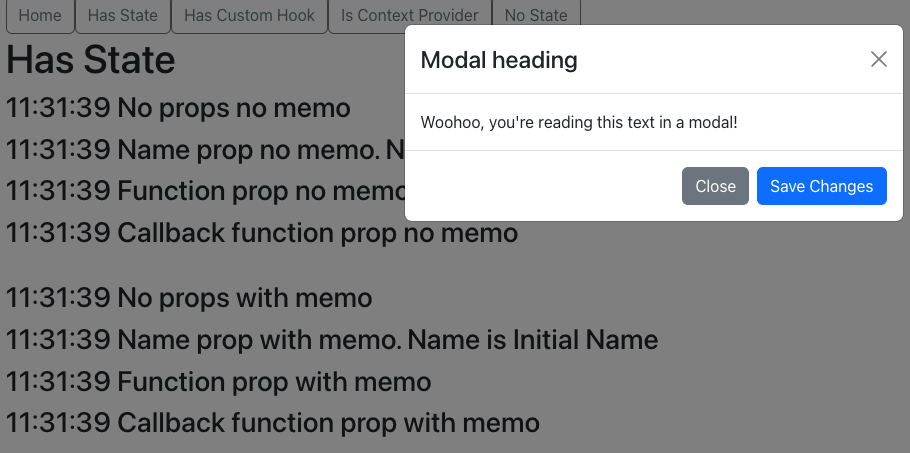 Home Has State Has Custom Hook Is Context Provider No State
Has State
Modal heading
Woohoo, you're reading this text in a modal!
Close Save Changes
11:31:39 No props no memo
11:31:39 Name prop no memo. N
11:31:39 Function prop no memo
11:31:39 Callback function prop no memo
11:31:39 No props with memo
11:31:39 Name prop with memo. Name is Initial Name
11:31:39 Function prop with memo
11:31:39 Callback function prop with memo